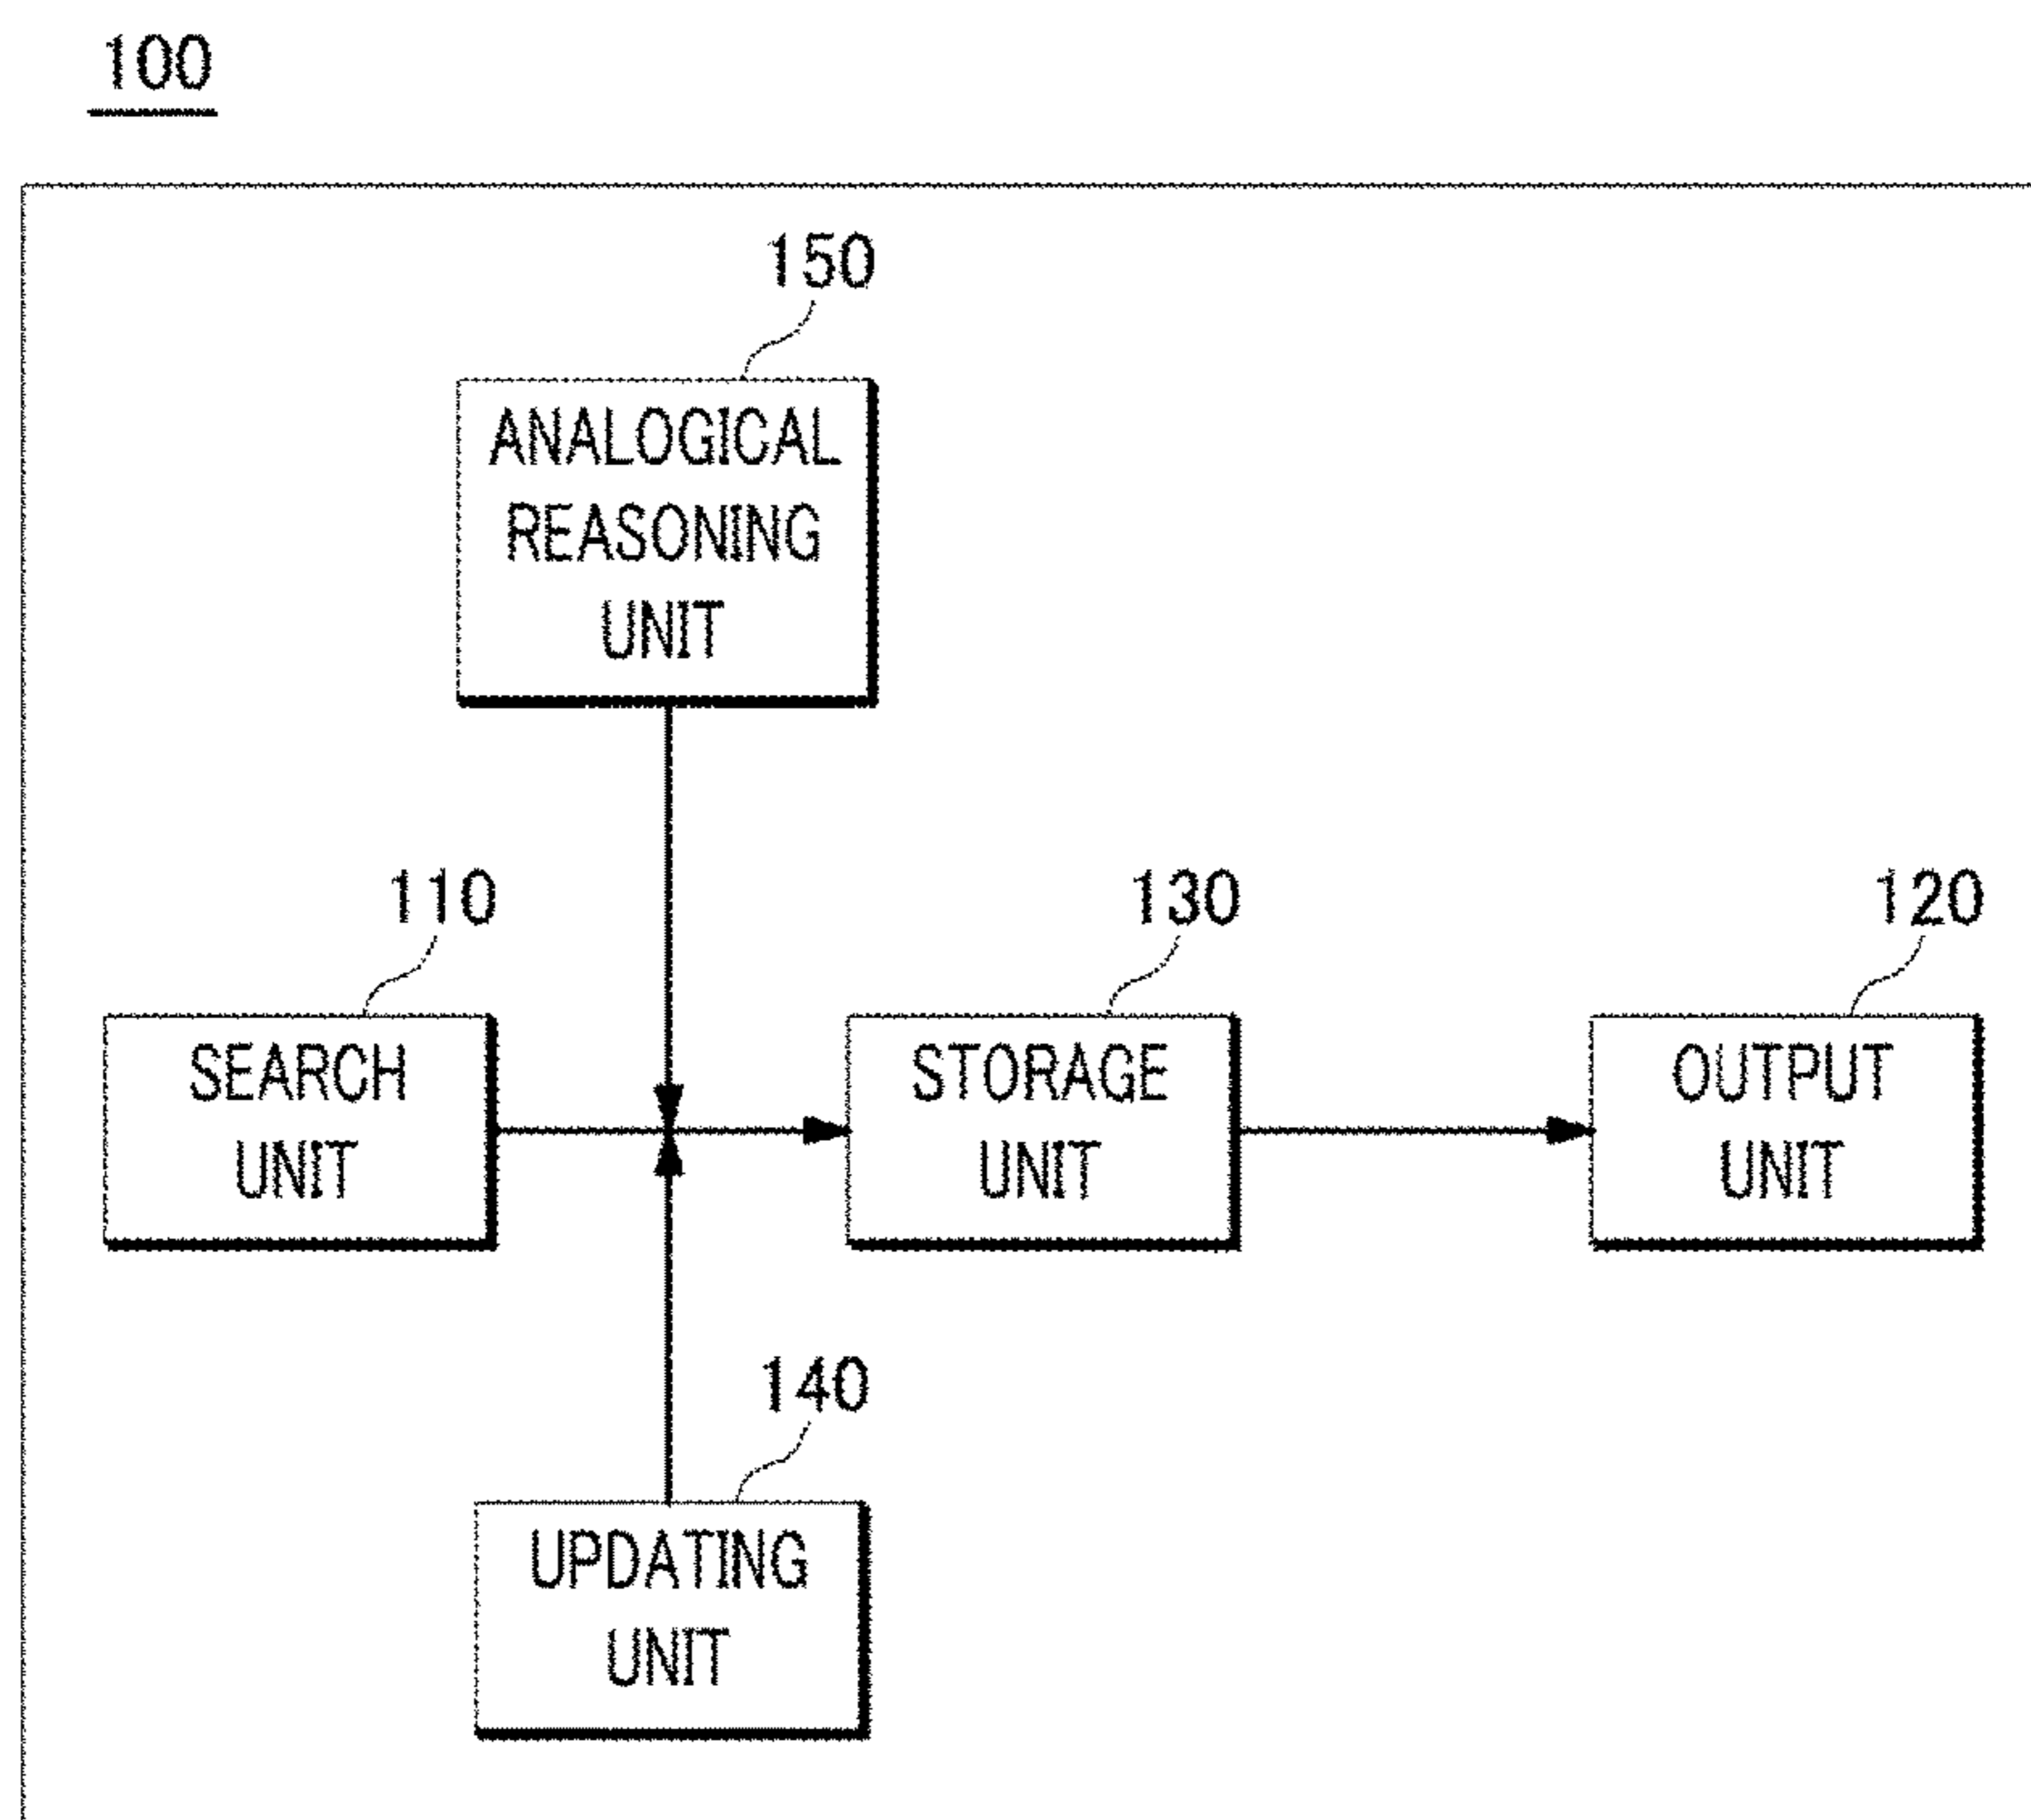 100
150
ANALOGICAL
REASONING
UNIT
110
130
120
SEARCH
UNIT
STORAGE
UNIT
OUTPUT
UNIT
140
UPDATING
UNIT